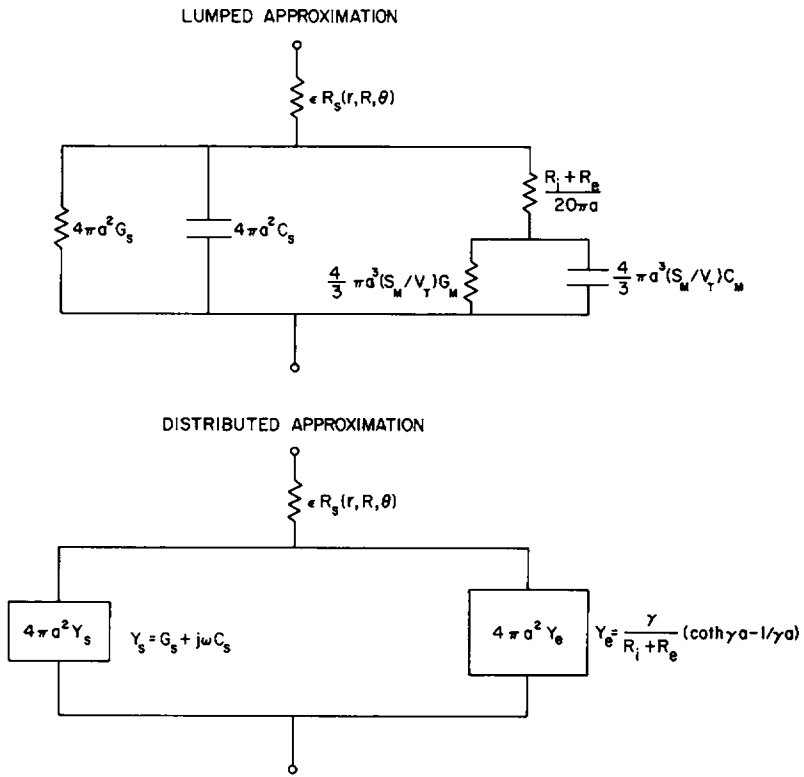 LUMPED APPROXIMATION
ϵ R_s(r,R,θ)
4πa²G_s
4πa²C_s
R_i + R_e
20πa
4/3 πa³(S_M/V_T)G_M
4/3 πa³(S_M/V_T)C_M
DISTRIBUTED APPROXIMATION
ϵ R_s(r,R,θ)
4πa²Y_s
Y_s = G_s + jωC_s
4πa²Y_e
Y_e = γ/(R_i + R_e) (coth γa - 1/γa)